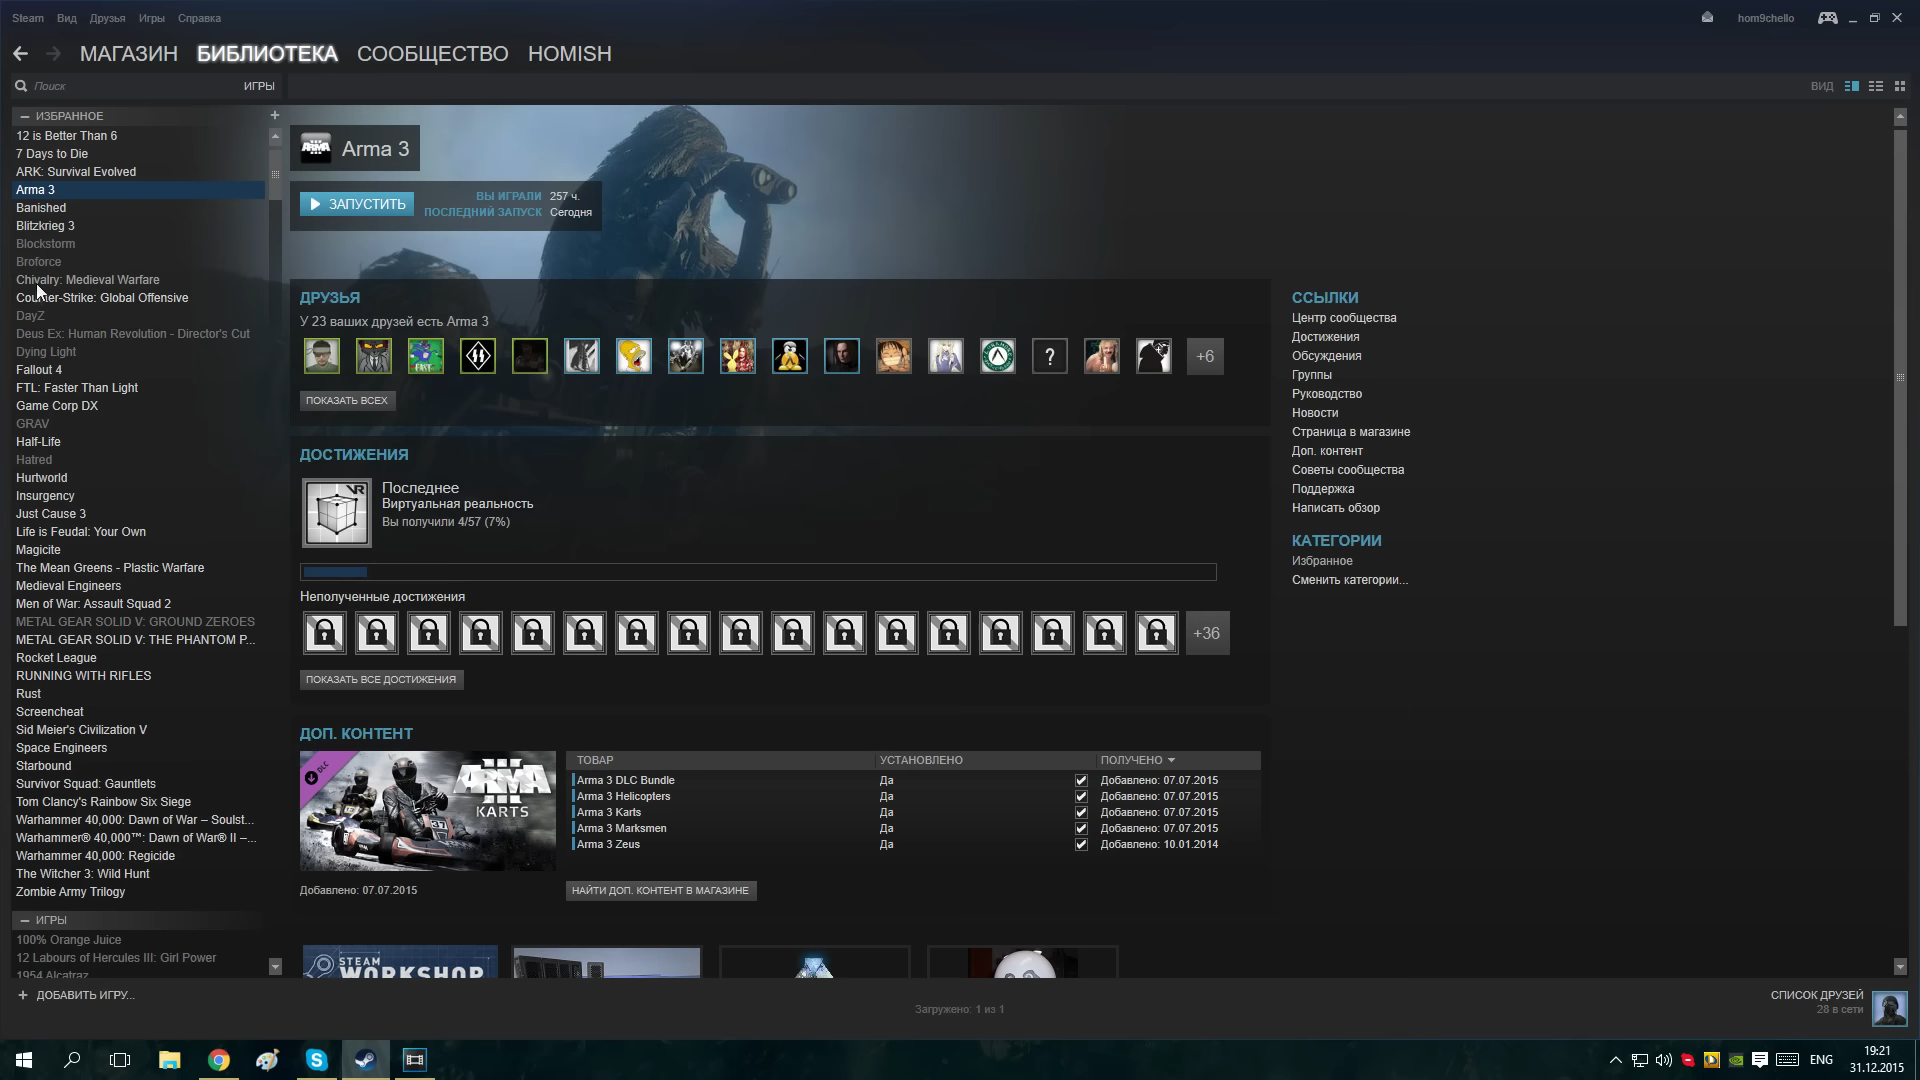 Steam Вид Друзья Игры Справка
hom9chello
МАГАЗИН БИБЛИОТЕКА СООБЩЕСТВО HOMISH
Поиск ИГРЫ
ВИД
ИЗБРАННОЕ
12 is Better Than 6
7 Days to Die
ARK: Survival Evolved
Arma 3
Banished
Blitzkrieg 3
Blockstorm
Broforce
Chivalry: Medieval Warfare
Counter-Strike: Global Offensive
DayZ
Deus Ex: Human Revolution - Director's Cut
Dying Light
Fallout 4
FTL: Faster Than Light
Game Corp DX
GRAV
Half-Life
Hatred
Hurtworld
Insurgency
Just Cause 3
Life is Feudal: Your Own
Magicite
The Mean Greens - Plastic Warfare
Medieval Engineers
Men of War: Assault Squad 2
METAL GEAR SOLID V: GROUND ZEROES
METAL GEAR SOLID V: THE PHANTOM P...
Rocket League
RUNNING WITH RIFLES
Rust
Screencheat
Sid Meier's Civilization V
Space Engineers
Starbound
Survivor Squad: Gauntlets
Tom Clancy's Rainbow Six Siege
Warhammer 40,000: Dawn of War – Soulst...
Warhammer® 40,000™: Dawn of War® II –...
Warhammer 40,000: Regicide
The Witcher 3: Wild Hunt
Zombie Army Trilogy
ИГРЫ
100% Orange Juice
12 Labours of Hercules III: Girl Power
1954 Alcatraz
ДОБАВИТЬ ИГРУ...
ARMA III
Arma 3
ЗАПУСТИТЬ
ВЫ ИГРАЛИ 257 ч.
ПОСЛЕДНИЙ ЗАПУСК Сегодня
ДРУЗЬЯ
У 23 ваших друзей есть Arma 3
EASY
?
+6
ПОКАЗАТЬ ВСЕХ
ДОСТИЖЕНИЯ
VR
Последнее
Виртуальная реальность
Вы получили 4/57 (7%)
Неполученные достижения
+36
ПОКАЗАТЬ ВСЕ ДОСТИЖЕНИЯ
ДОП. КОНТЕНТ
DLC
ARMA III
KARTS
37
Добавлено: 07.07.2015
ТОВАР УСТАНОВЛЕНО ПОЛУЧЕНО
Arma 3 DLC Bundle Да Добавлено: 07.07.2015
Arma 3 Helicopters Да Добавлено: 07.07.2015
Arma 3 Karts Да Добавлено: 07.07.2015
Arma 3 Marksmen Да Добавлено: 07.07.2015
Arma 3 Zeus Да Добавлено: 10.01.2014
НАЙТИ ДОП. КОНТЕНТ В МАГАЗИНЕ
STEAM
WORKSHOP
ССЫЛКИ
Центр сообщества
Достижения
Обсуждения
Группы
Руководство
Новости
Страница в магазине
Доп. контент
Советы сообщества
Поддержка
Написать обзор
КАТЕГОРИИ
Избранное
Сменить категории...
Загружено: 1 из 1
СПИСОК ДРУЗЕЙ
28 в сети
ENG
19:21
31.12.2015